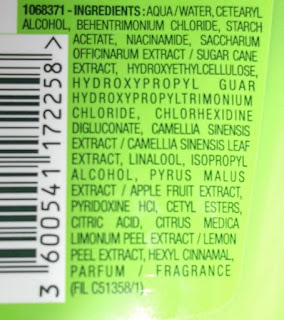 1068371 - INGREDIENTS: AQUA / WATER, CETEARYL
ALCOHOL, BEHENTRIMONIUM CHLORIDE, STARCH
ACETATE, NIACINAMIDE, SACCHARUM
OFFICINARUM EXTRACT / SUGAR CANE
EXTRACT, HYDROXYETHYLCELLULOSE,
HYDROXYPROPYL GUAR
HYDROXYPROPYLTRIMONIUM
CHLORIDE, CHLORHEXIDINE
DIGLUCONATE, CAMELLIA SINENSIS
EXTRACT / CAMELLIA SINENSIS LEAF
EXTRACT, LINALOOL, ISOPROPYL
ALCOHOL, PYRUS MALUS
EXTRACT / APPLE FRUIT EXTRACT,
PYRIDOXINE HCI, CETYL ESTERS,
CITRIC ACID, CITRUS MEDICA
LIMONUM PEEL EXTRACT / LEMON
PEEL EXTRACT, HEXYL CINNAMAL,
PARFUM / FRAGRANCE
(FIL C51358/1)
3 600541 172258 >